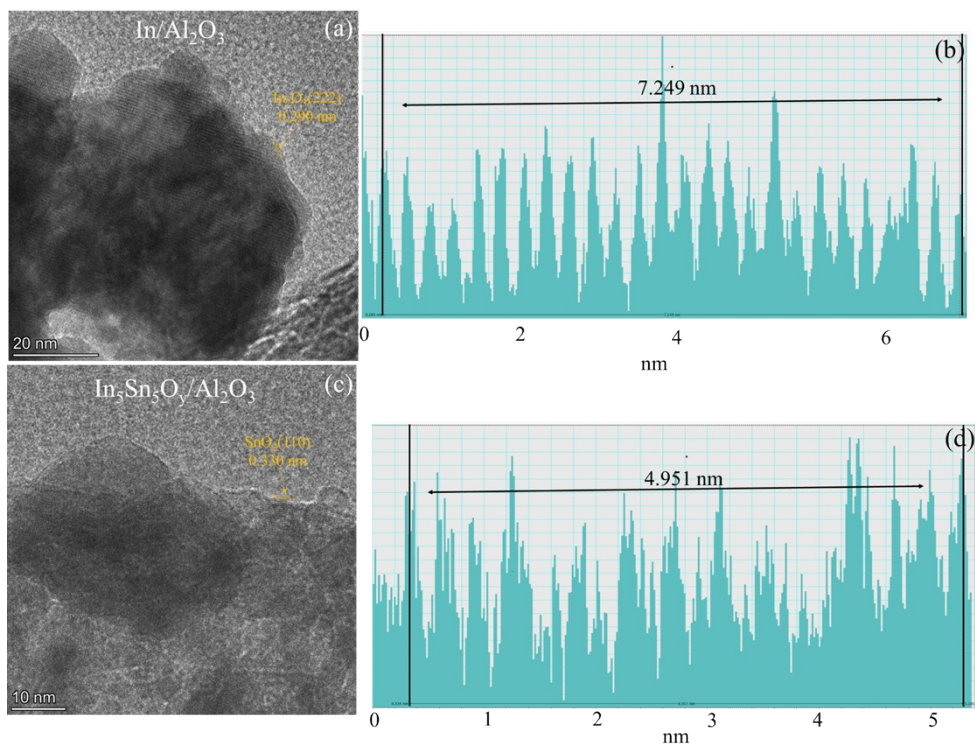 In/Al₂O₃
(a)
In₂O₃(222)
0.290 nm
20 nm
(b)
7.249 nm
0
2
4
6
nm
In₅Sn₅Oᵧ/Al₂O₃
(c)
SnO₂(110)
0.330 nm
10 nm
(d)
4.951 nm
0
1
2
3
4
5
nm